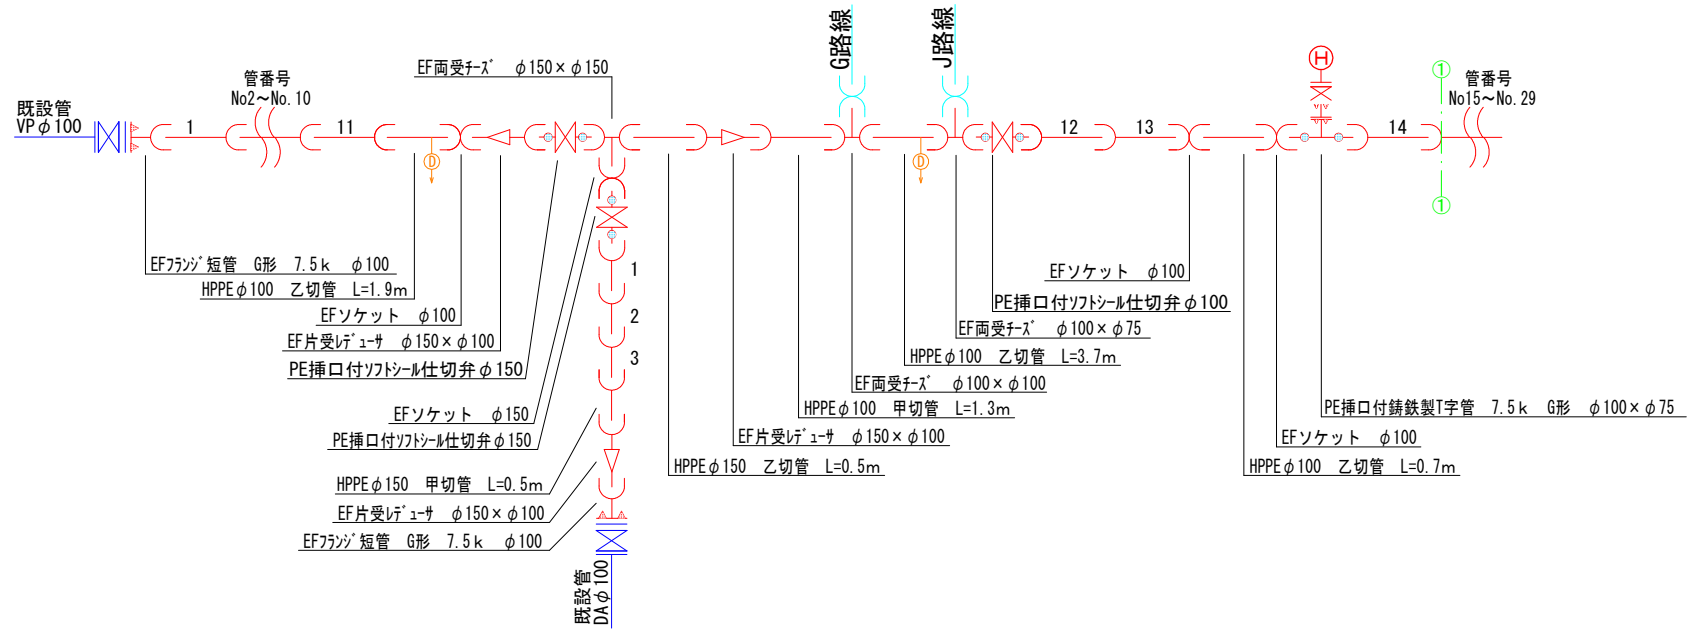 G路線
J路線
EF両受ﾁｰｽﾞ φ150×φ150
H
①
管番号
No2～No.10
管番号
No15～No.29
既設管
VPφ100
1
11
12
13
14
D
D
①
1
2
3
EFﾌﾗﾝｼﾞ短管 G形 7.5k φ100
HPPEφ100 乙切管 L=1.9m
EFソケット φ100
EF片受ﾚﾃﾞｭｰｻ φ150×φ100
PE挿口付ｿﾌﾄｼｰﾙ仕切弁φ150
EFソケット φ150
PE挿口付ｿﾌﾄｼｰﾙ仕切弁φ150
HPPEφ150 甲切管 L=0.5m
EF片受ﾚﾃﾞｭｰｻ φ150×φ100
EFﾌﾗﾝｼﾞ短管 G形 7.5k φ100
既設管
DAφ100
EFソケット φ100
PE挿口付ｿﾌﾄｼｰﾙ仕切弁φ100
EF両受ﾁｰｽﾞ φ100×φ75
HPPEφ100 乙切管 L=3.7m
EF両受ﾁｰｽﾞ φ100×φ100
HPPEφ100 甲切管 L=1.3m
EF片受ﾚﾃﾞｭｰｻ φ150×φ100
HPPEφ150 乙切管 L=0.5m
PE挿口付鋳鉄製T字管 7.5k G形 φ100×φ75
EFソケット φ100
HPPEφ100 乙切管 L=0.7m